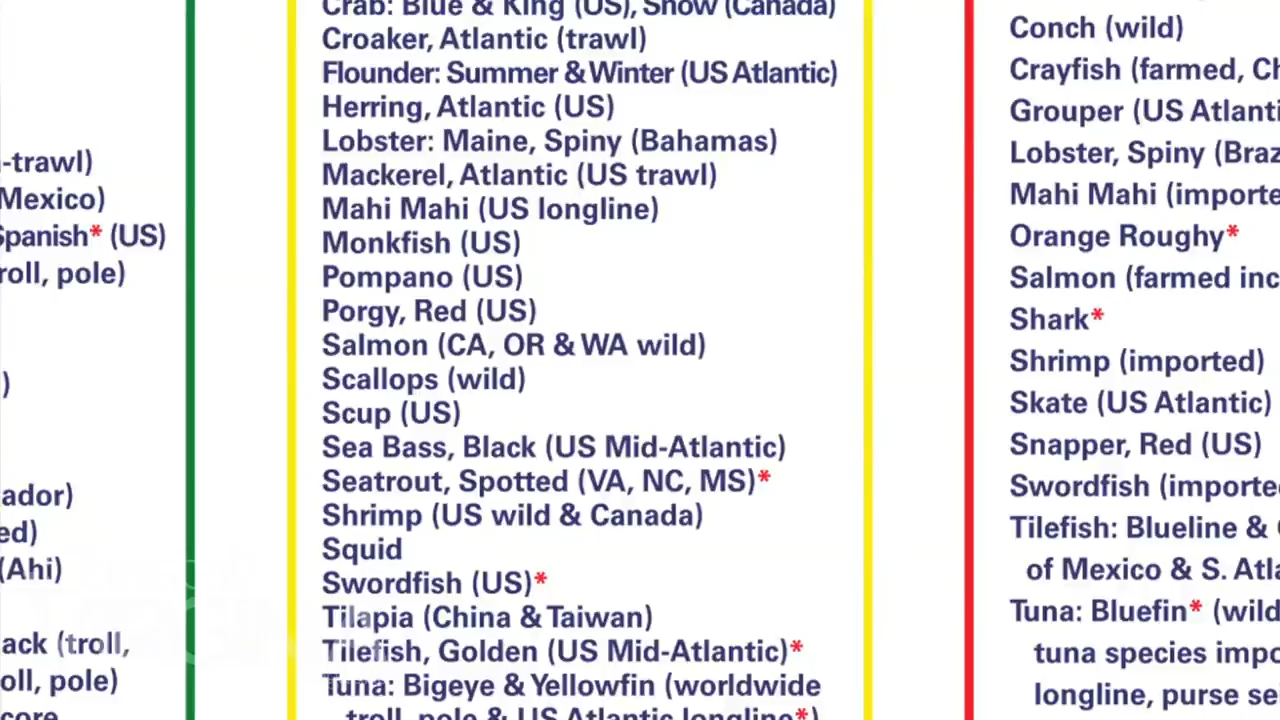 -trawl)
Mexico)
Spanish* (US)
roll, pole)
)
ador)
ed)
(Ahi)
ack (troll,
oll, pole)
core
Crab: Blue & King (US), Snow (Canada)
Croaker, Atlantic (trawl)
Flounder: Summer & Winter (US Atlantic)
Herring, Atlantic (US)
Lobster: Maine, Spiny (Bahamas)
Mackerel, Atlantic (US trawl)
Mahi Mahi (US longline)
Monkfish (US)
Pompano (US)
Porgy, Red (US)
Salmon (CA, OR & WA wild)
Scallops (wild)
Scup (US)
Sea Bass, Black (US Mid-Atlantic)
Seatrout, Spotted (VA, NC, MS)*
Shrimp (US wild & Canada)
Squid
Swordfish (US)*
Tilapia (China & Taiwan)
Tilefish, Golden (US Mid-Atlantic)*
Tuna: Bigeye & Yellowfin (worldwide
troll, pole & US Atlantic longline*)
Conch (wild)
Crayfish (farmed, Ch
Grouper (US Atlanti
Lobster, Spiny (Braz
Mahi Mahi (importe
Orange Roughy*
Salmon (farmed inc
Shark*
Shrimp (imported)
Skate (US Atlantic)
Snapper, Red (US)
Swordfish (importe
Tilefish: Blueline &
of Mexico & S. Atla
Tuna: Bluefin* (wild
tuna species impo
longline, purse se